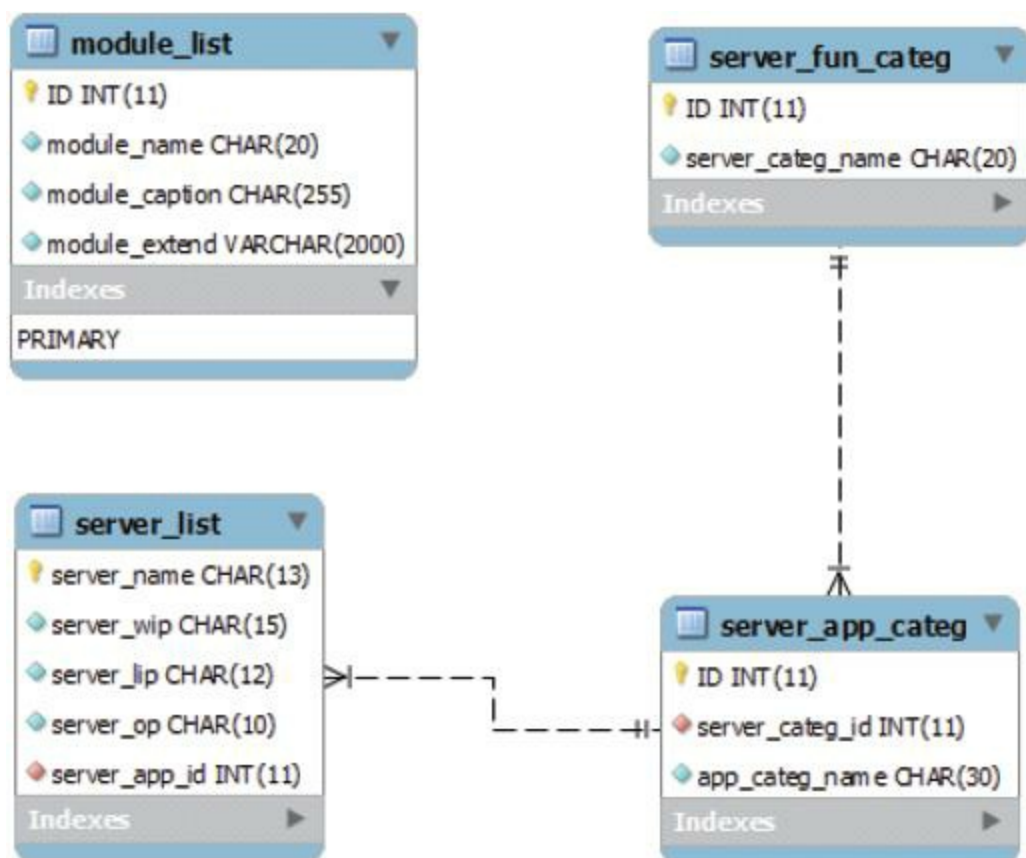 module_list
ID INT(11)
module_name CHAR(20)
module_caption CHAR(255)
module_extend VARCHAR(2000)
Indexes
PRIMARY
server_fun_categ
ID INT(11)
server_categ_name CHAR(20)
Indexes
server_list
server_name CHAR(13)
server_wip CHAR(15)
server_lip CHAR(12)
server_op CHAR(10)
server_app_id INT(11)
Indexes
server_app_categ
ID INT(11)
server_categ_id INT(11)
app_categ_name CHAR(30)
Indexes